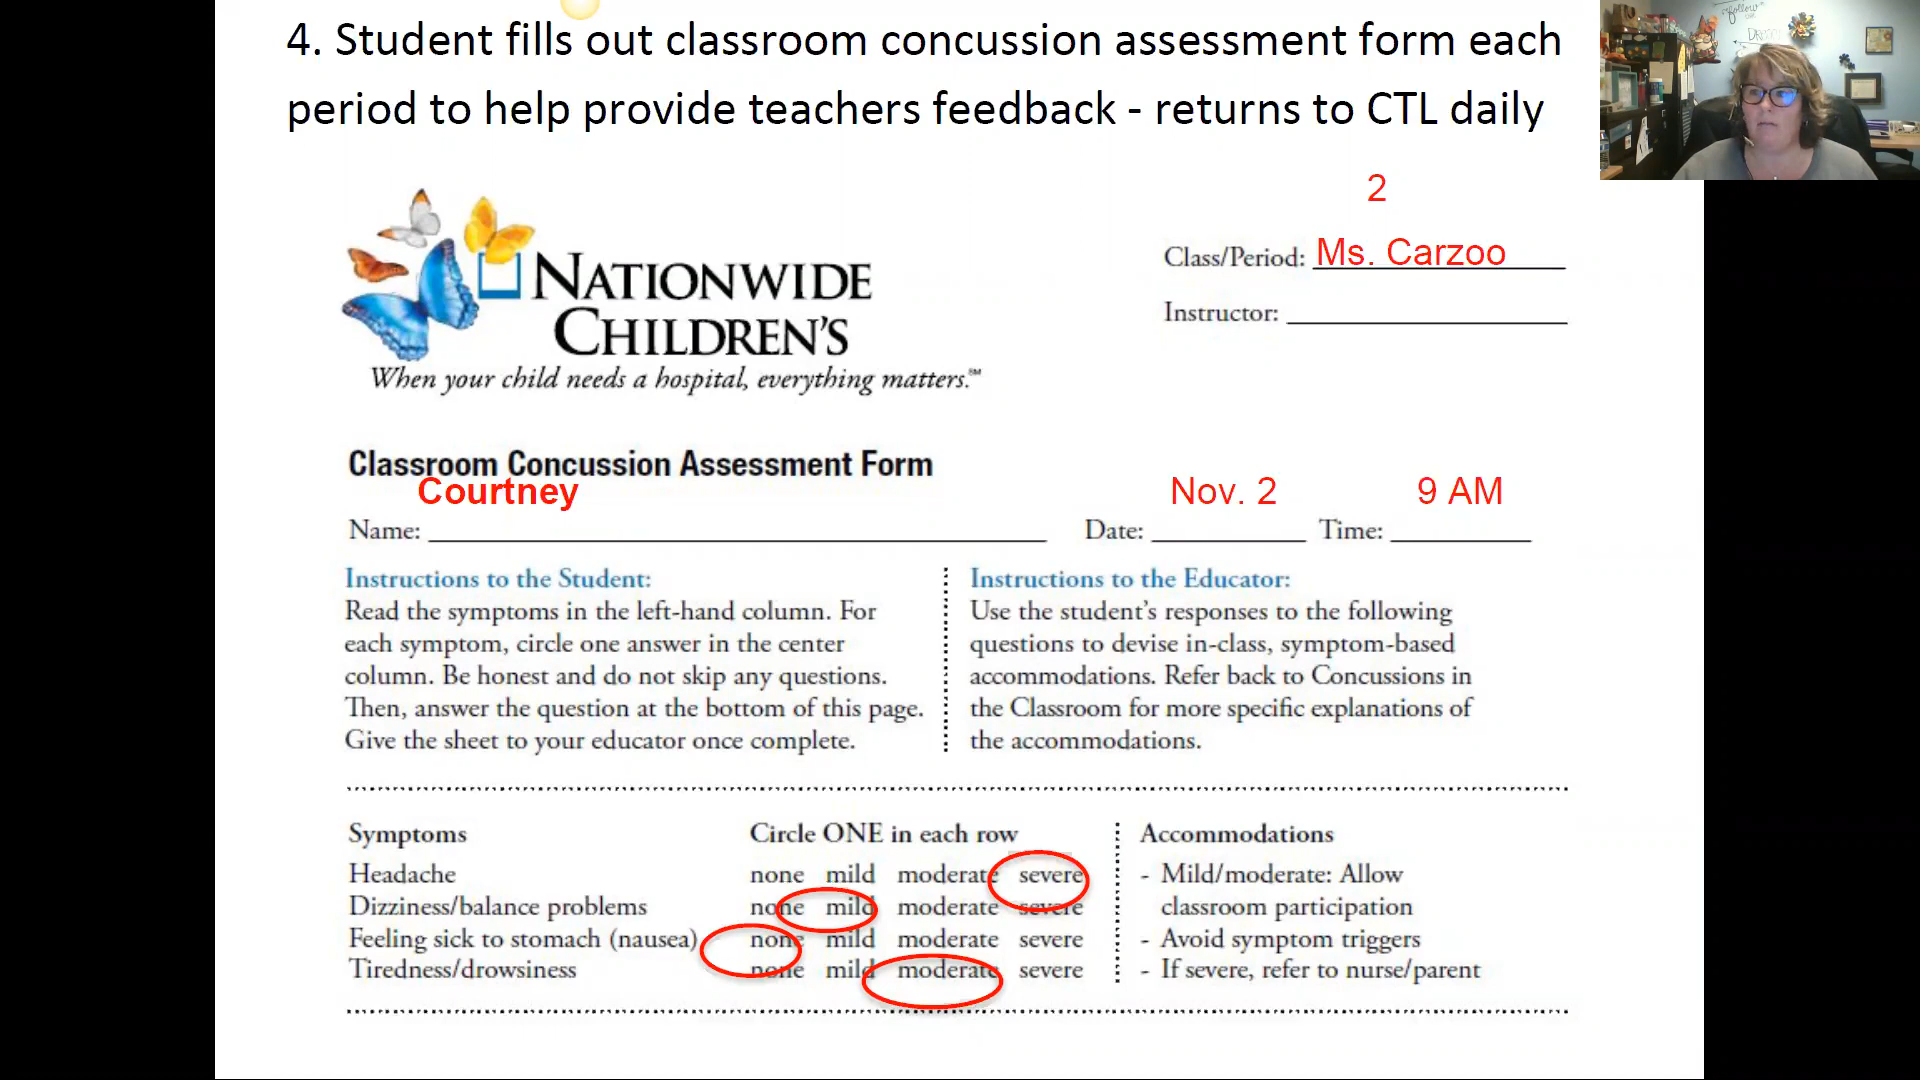 4. Student fills out classroom concussion assessment form each
period to help provide teachers feedback - returns to CTL daily
2
Class/Period: Ms. Carzoo
Instructor:
NATIONWIDE
CHILDREN'S
When your child needs a hospital, everything matters.℠
Classroom Concussion Assessment Form
Courtney Nov. 2 9 AM
Name: Date: Time:
Instructions to the Student:
Read the symptoms in the left-hand column. For
each symptom, circle one answer in the center
column. Be honest and do not skip any questions.
Then, answer the question at the bottom of this page.
Give the sheet to your educator once complete.
Instructions to the Educator:
Use the student's responses to the following
questions to devise in-class, symptom-based
accommodations. Refer back to Concussions in
the Classroom for more specific explanations of
the accommodations.
Symptoms Circle ONE in each row Accommodations
Headache none mild moderate severe - Mild/moderate: Allow
Dizziness/balance problems none mild moderate severe classroom participation
Feeling sick to stomach (nausea) none mild moderate severe - Avoid symptom triggers
Tiredness/drowsiness none mild moderate severe - If severe, refer to nurse/parent
follow